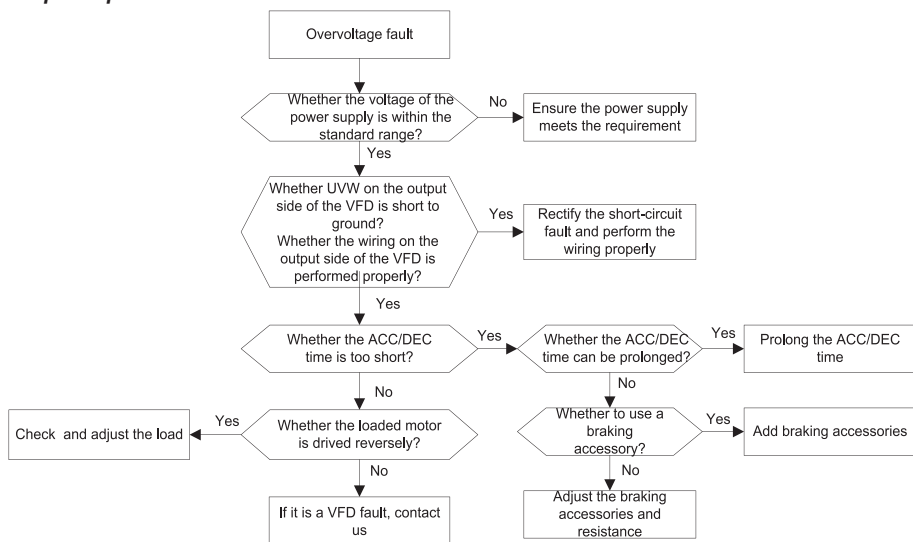 Overvoltage fault
Whether the voltage of the
power supply is within the
standard range?
No
Ensure the power supply
meets the requirement
Yes
Whether UVW on the output
side of the VFD is short to
ground?
Whether the wiring on the
output side of the VFD is
performed properly?
Yes
Rectify the short-circuit
fault and perform the
wiring properly
Yes
Whether the ACC/DEC
time is too short?
Yes
Whether the ACC/DEC
time can be prolonged?
Yes
Prolong the ACC/DEC
time
No
No
Check and adjust the load
Yes
Whether the loaded motor
is drived reversely?
Whether to use a
braking
accessory?
Yes
Add braking accessories
No
No
If it is a VFD fault, contact
us
Adjust the braking
accessories and
resistance